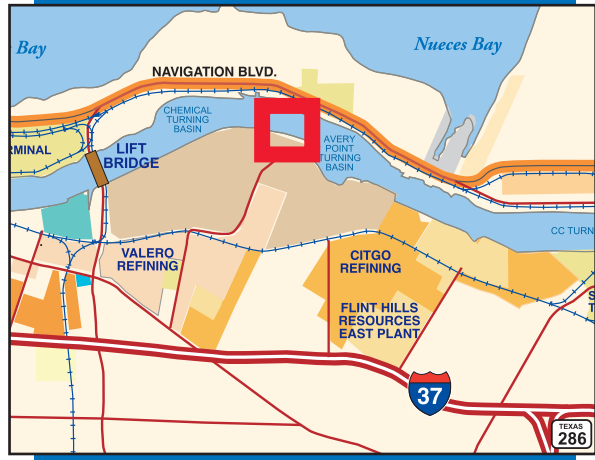 Bay
Nueces Bay
NAVIGATION BLVD.
CHEMICAL
TURNING
BASIN
AVERY
POINT
TURNING
BASIN
RMINAL
LIFT
BRIDGE
CC TURN
VALERO
REFINING
CITGO
REFINING
FLINT HILLS
RESOURCES
EAST PLANT
S
T
37
TEXAS
286